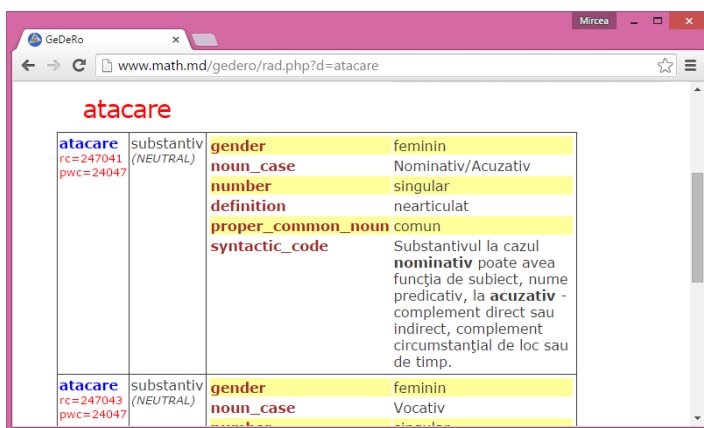 Mircea
GeDeRo
www.math.md/gedero/rad.php?d=atacare
atacare
atacare substantiv gender feminin
rc=247041 (NEUTRAL) noun_case Nominativ/Acuzativ
pwc=24047 number singular
definition nearticulat
proper_common_noun comun
syntactic_code Substantivul la cazul
nominativ poate avea
funcţia de subiect, nume
predicativ, la acuzativ -
complement direct sau
indirect, complement
circumstanţial de loc sau
de timp.
atacare substantiv gender feminin
rc=247043 (NEUTRAL) noun_case Vocativ
pwc=24047 number singular